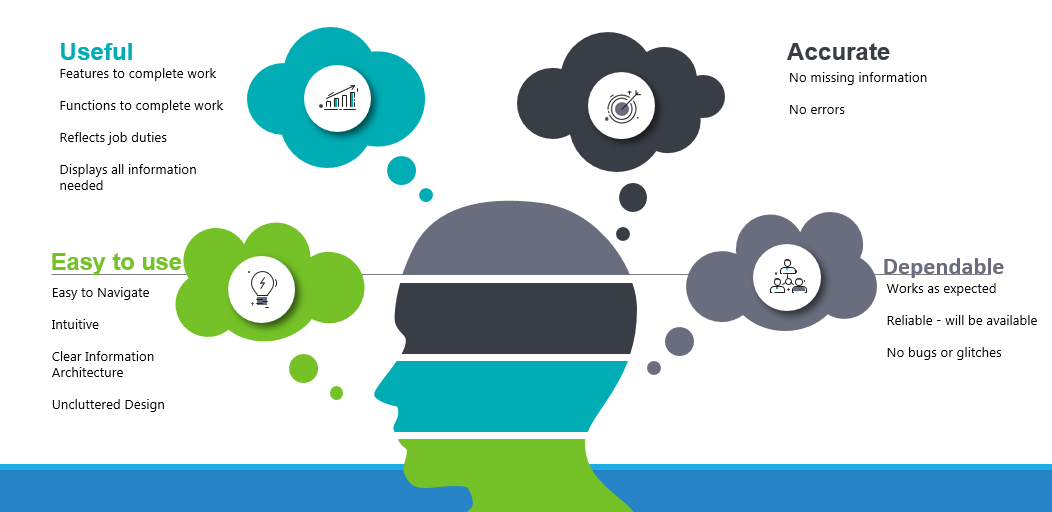 Useful
Features to complete work
Functions to complete work
Reflects job duties
Displays all information
needed
Accurate
No missing information
No errors
Easy to use
Easy to Navigate
Intuitive
Clear Information
Architecture
Uncluttered Design
Dependable
Works as expected
Reliable - will be available
No bugs or glitches